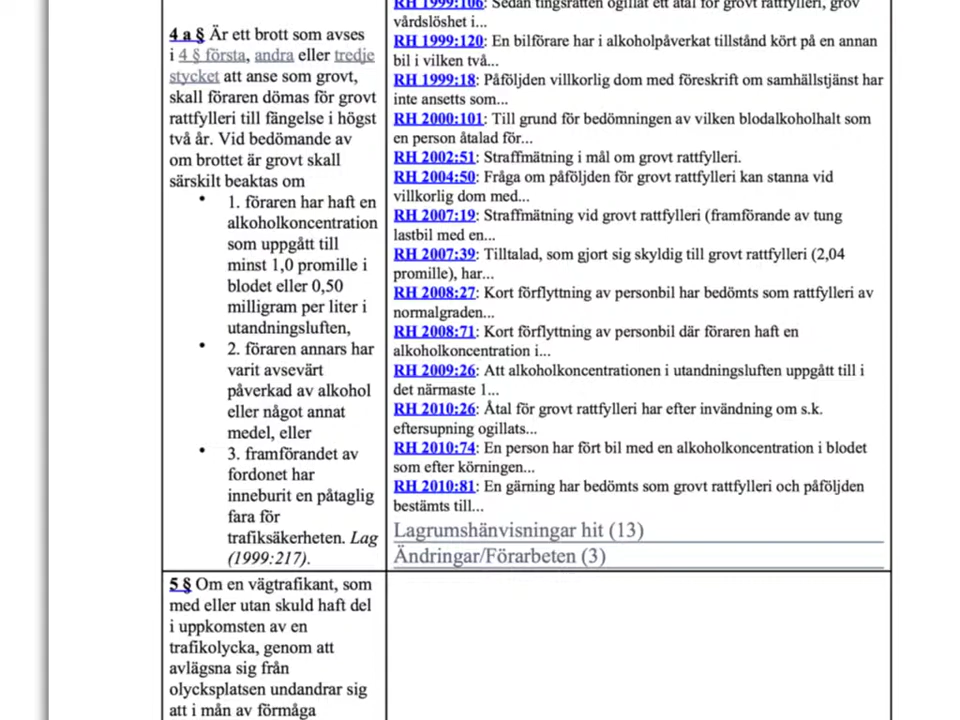 4 a § Är ett brott som avses
i 4 § första, andra eller tredje
stycket att anse som grovt,
skall föraren dömas för grovt
rattfylleri till fängelse i högst
två år. Vid bedömande av
om brottet är grovt skall
särskilt beaktas om
• 1. föraren har haft en
alkoholkoncentration
som uppgått till
minst 1,0 promille i
blodet eller 0,50
milligram per liter i
utandningsluften,
• 2. föraren annars har
varit avsevärt
påverkad av alkohol
eller något annat
medel, eller
• 3. framförandet av
fordonet har
inneburit en påtaglig
fara för
trafiksäkerheten. Lag
(1999:217).
RH 1999:106: Sedan tingsrätten ogillat ett åtal för grovt rattfylleri, grov
vårdslöshet i...
RH 1999:120: En bilförare har i alkoholpåverkat tillstånd kört på en annan
bil i vilken två...
RH 1999:18: Påföljden villkorlig dom med föreskrift om samhällstjänst har
inte ansetts som...
RH 2000:101: Till grund för bedömningen av vilken blodalkoholhalt som
en person åtalad för...
RH 2002:51: Straffmätning i mål om grovt rattfylleri.
RH 2004:50: Fråga om påföljden för grovt rattfylleri kan stanna vid
villkorlig dom med...
RH 2007:19: Straffmätning vid grovt rattfylleri (framförande av tung
lastbil med en...
RH 2007:39: Tilltalad, som gjort sig skyldig till grovt rattfylleri (2,04
promille), har...
RH 2008:27: Kort förflyttning av personbil har bedömts som rattfylleri av
normalgraden...
RH 2008:71: Kort förflyttning av personbil där föraren haft en
alkoholkoncentration i...
RH 2009:26: Att alkoholkoncentrationen i utandningsluften uppgått till i
det närmaste 1...
RH 2010:26: Åtal för grovt rattfylleri har efter invändning om s.k.
eftersupning ogillats...
RH 2010:74: En person har fört bil med en alkoholkoncentration i blodet
som efter körningen...
RH 2010:81: En gärning har bedömts som grovt rattfylleri och påföljden
bestämts till...
Lagrumshänvisningar hit (13)
Ändringar/Förarbeten (3)
5 § Om en vägtrafikant, som
med eller utan skuld haft del
i uppkomsten av en
trafikolycka, genom att
avlägsna sig från
olycksplatsen undandrar sig
att i mån av förmåga